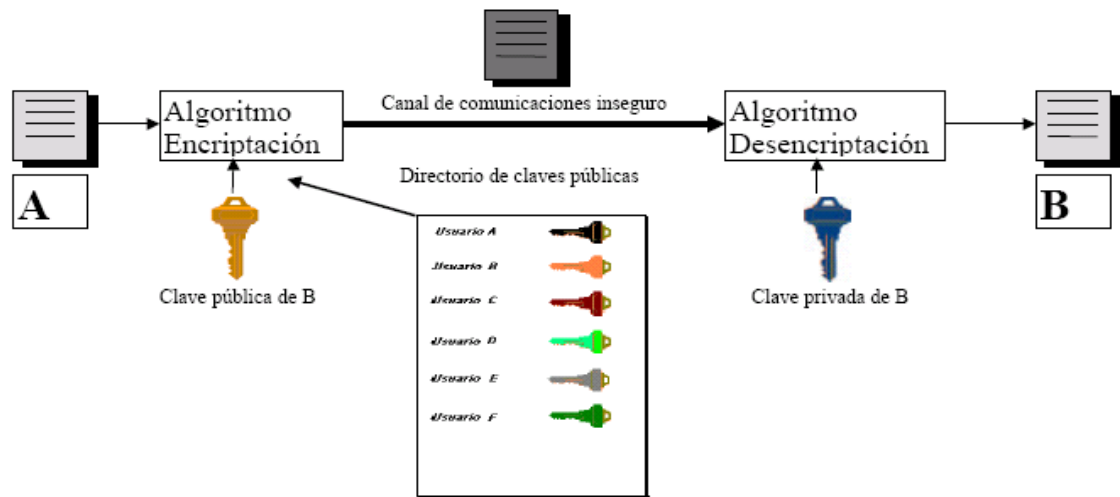 Canal de comunicaciones inseguro
Algoritmo
Encriptación
Algoritmo
Desencriptación
A
B
Directorio de claves públicas
Clave pública de B
Clave privada de B
Usuario A
Usuario B
Usuario C
Usuario D
Usuario E
Usuario F